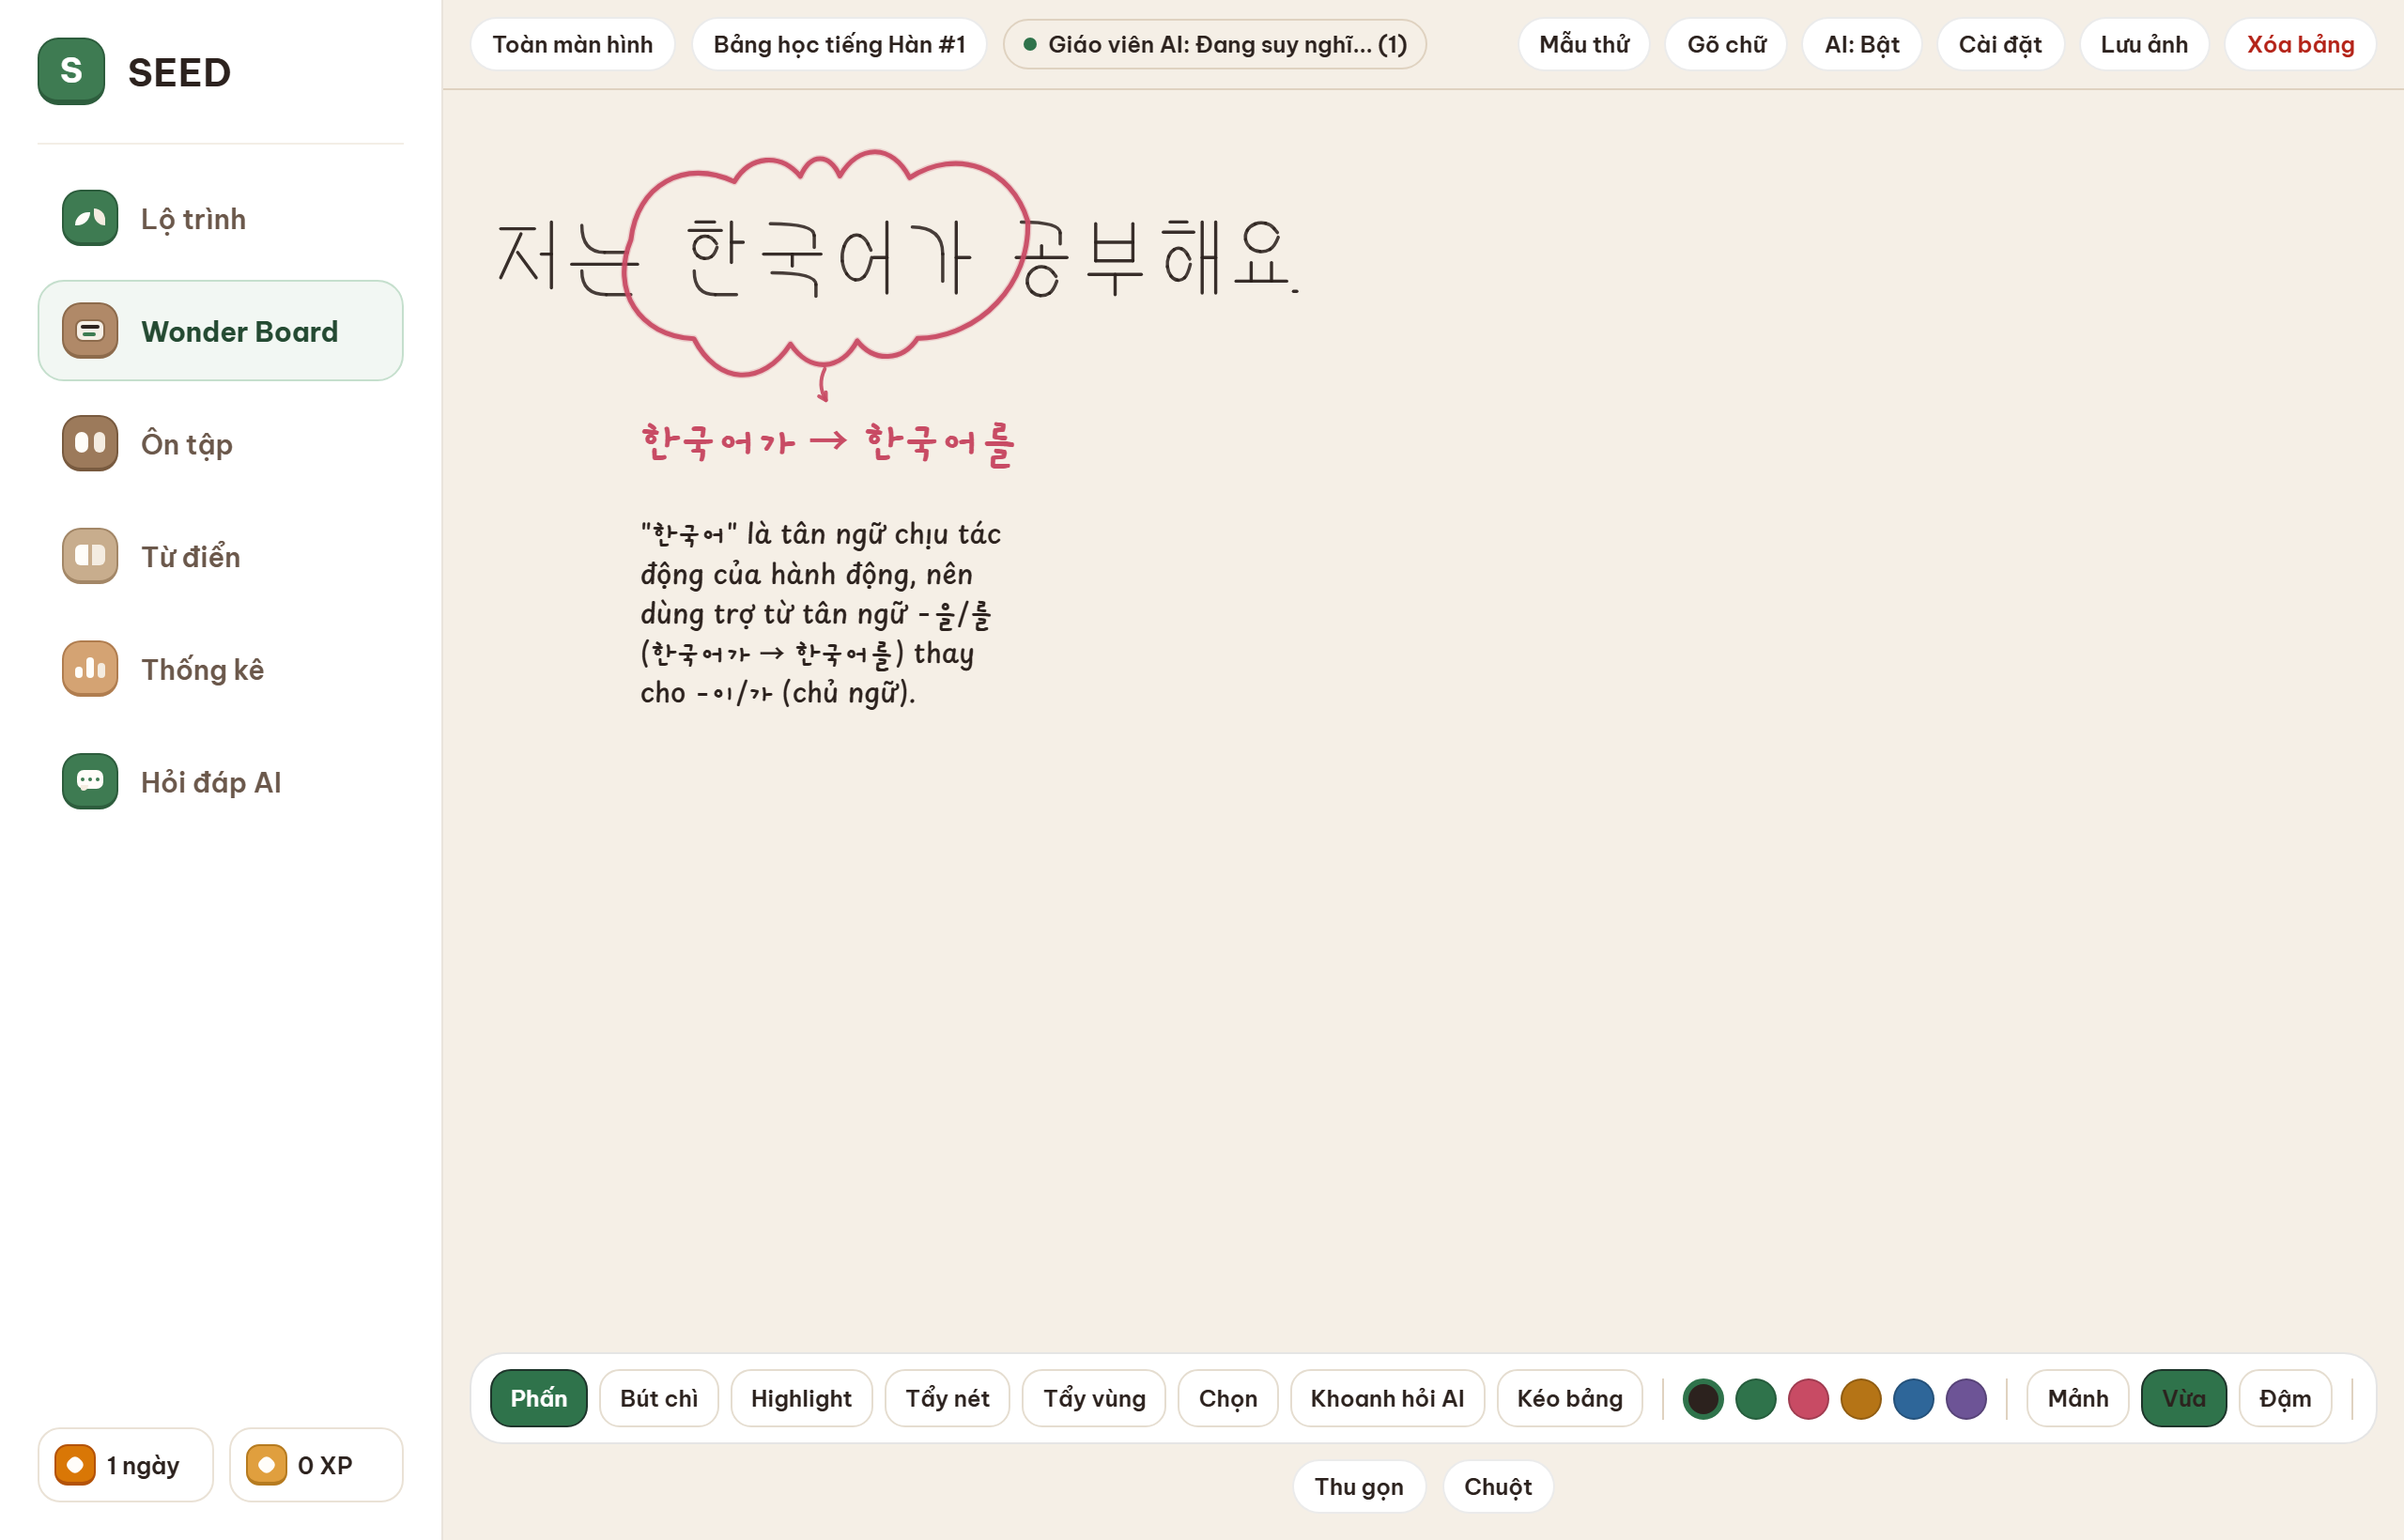 S SEED
Toàn màn hình Bảng học tiếng Hàn #1 Giáo viên AI: Đang suy nghĩ... (1) Mẫu thử Gõ chữ AI: Bật Cài đặt Lưu ảnh Xóa bảng
Lộ trình
Wonder Board
Ôn tập
Từ điển
Thống kê
Hỏi đáp AI
1 ngày 0 XP
저는 한국어가 공부해요.
한국어가 → 한국어를
"한국어" là tân ngữ chịu tác
động của hành động, nên
dùng trợ từ tân ngữ -을/를
(한국어가 → 한국어를) thay
cho -이/가 (chủ ngữ).
Phấn Bút chì Highlight Tẩy nét Tẩy vùng Chọn Khoanh hỏi AI Kéo bảng Mảnh Vừa Đậm
Thu gọn Chuột